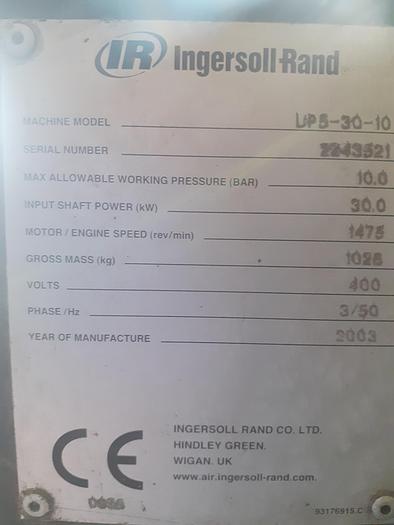 IR Ingersoll-Rand
MACHINE MODEL UP5-30-10
SERIAL NUMBER 2243521
MAX ALLOWABLE WORKING PRESSURE (BAR) 10.0
INPUT SHAFT POWER (kW) 30.0
MOTOR / ENGINE SPEED (rev/min) 1475
GROSS MASS (kg) 1028
VOLTS 400
PHASE /Hz 3/50
YEAR OF MANUFACTURE 2003
INGERSOLL RAND CO. LTD.
HINDLEY GREEN.
WIGAN. UK
www.air.ingersoll-rand.com.
CE
93176915.C